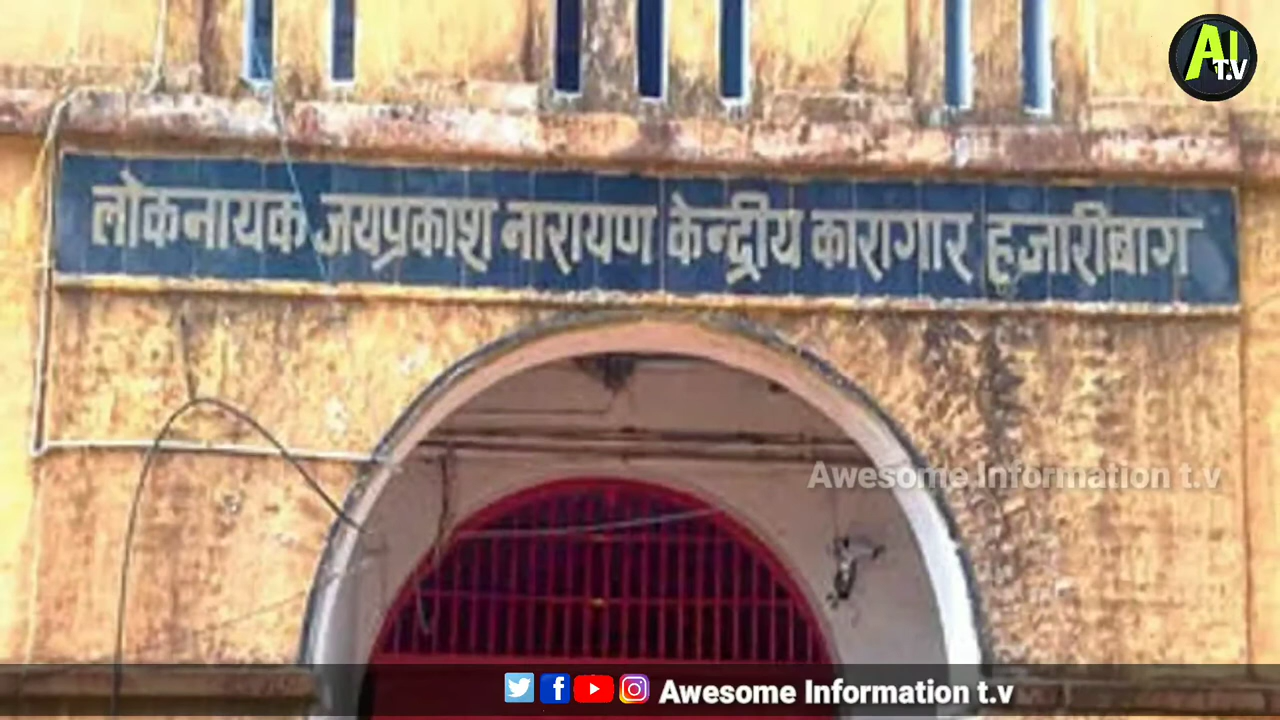 AI
T.V
लोकनायक जयप्रकाश नारायण केन्द्रीय कारागार हजारीबाग
Awesome Information t.v
Awesome Information t.v